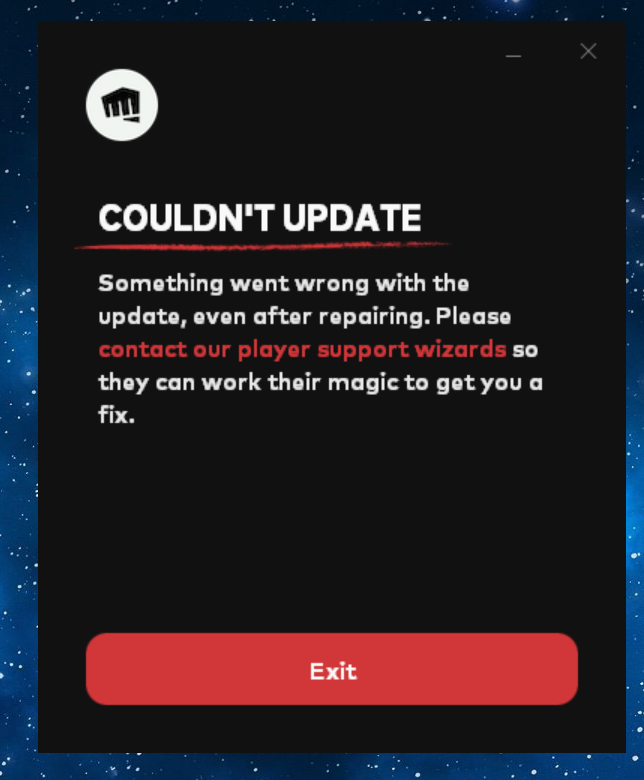 COULDN'T UPDATE
Something went wrong with the
update, even after repairing. Please
contact our player support wizards so
they can work their magic to get you a
fix.
Exit